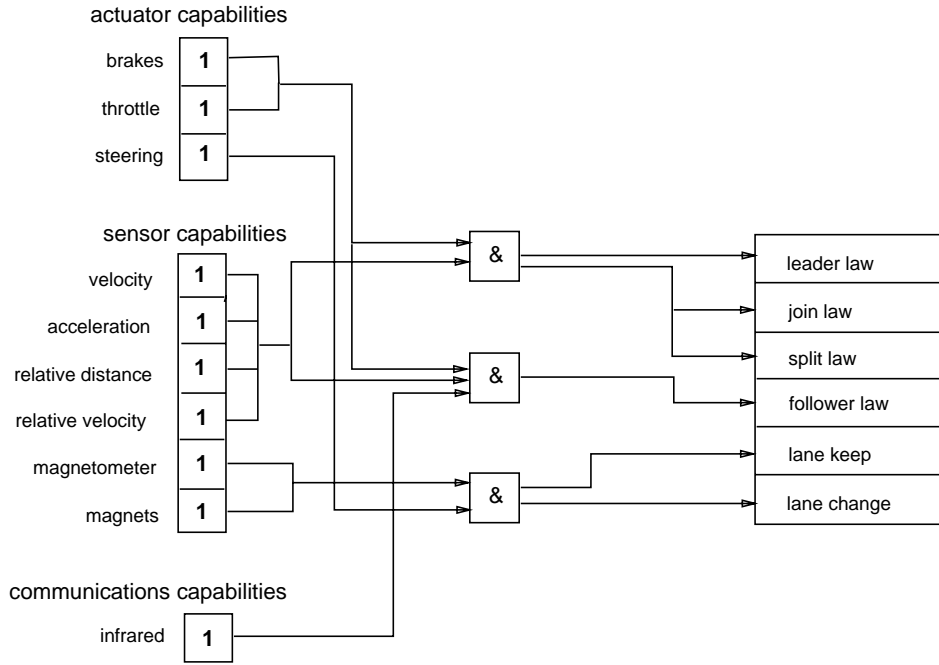 actuator capabilities
brakes 1
throttle 1
steering 1
sensor capabilities
velocity 1
acceleration 1
relative distance 1
relative velocity 1
magnetometer 1
magnets 1
communications capabilities
infrared 1
&
&
&
leader law
join law
split law
follower law
lane keep
lane change